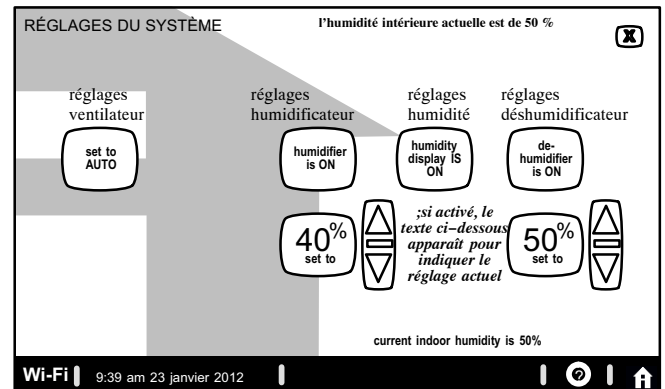 RÉGLAGES DU SYSTÈME
l'humidité intérieure actuelle est de 50 %
X
réglages
ventilateur
réglages
humidificateur
réglages
humidité
réglages
déshumidificateur
set to
AUTO
humidifier
is ON
humidity
display IS
ON
de-
humidifier
is ON
40%
set to
;si activé, le
texte ci–dessous
apparaît pour
indiquer le
réglage actuel
50%
set to
current indoor humidity is 50%
Wi-Fi
9:39 am 23 janvier 2012
?